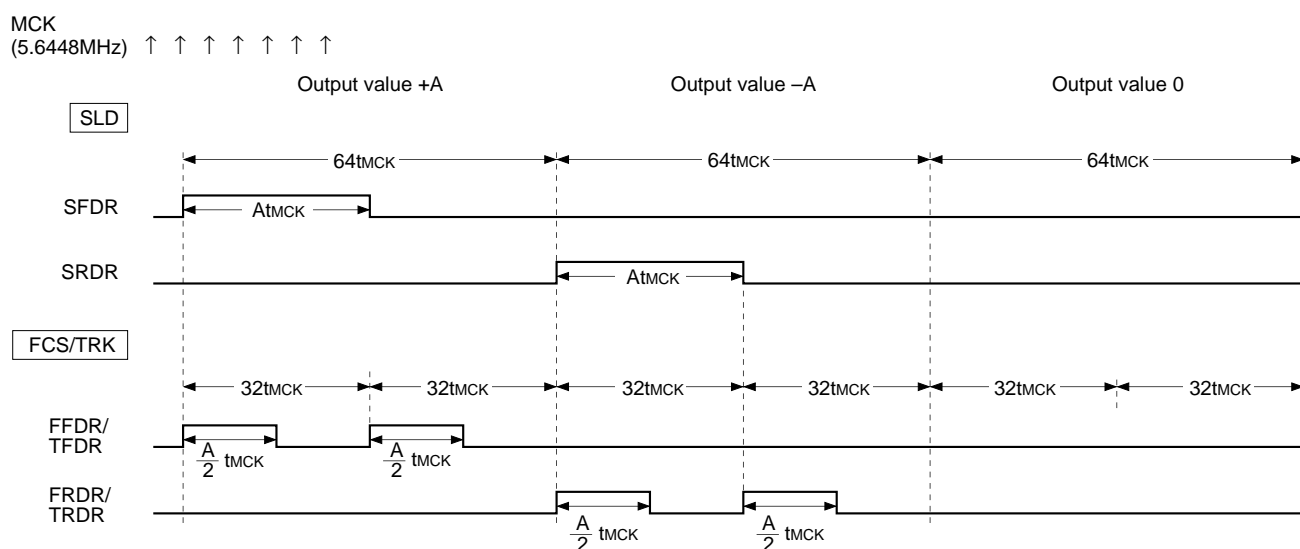 MCK
(5.6448MHz) ↑ ↑ ↑ ↑ ↑ ↑ ↑
Output value +A Output value –A Output value 0
SLD
64tMCK 64tMCK 64tMCK
SFDR AtMCK
SRDR AtMCK
FCS/TRK
32tMCK 32tMCK 32tMCK 32tMCK 32tMCK 32tMCK
FFDR/
TFDR
A/2 tMCK A/2 tMCK
FRDR/
TRDR
A/2 tMCK A/2 tMCK